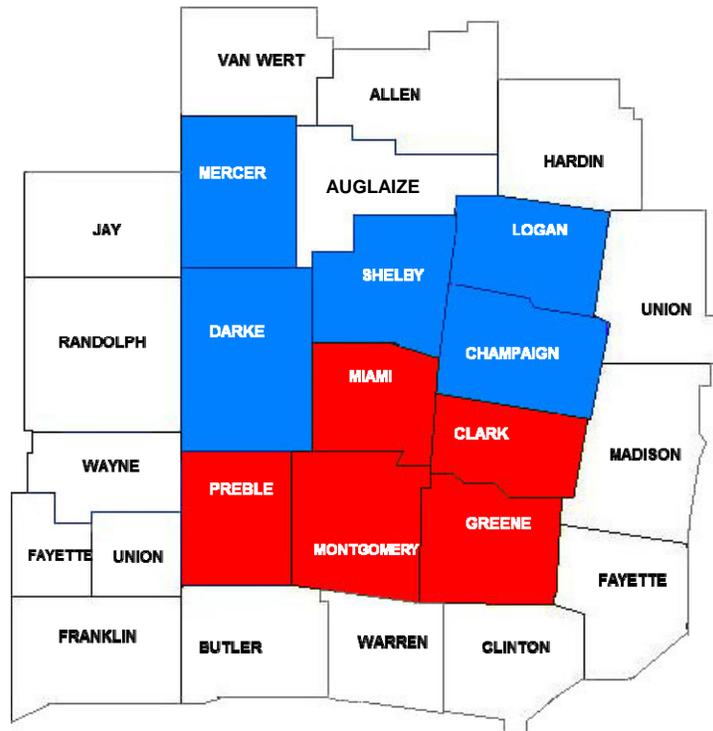 VAN WERT
ALLEN
HARDIN
MERCER
AUGLAIZE
JAY
LOGAN
SHELBY
UNION
DARKE
RANDOLPH
CHAMPAIGN
MIAMI
CLARK
MADISON
WAYNE
PREBLE
GREENE
MONTGOMERY
FAYETTE
UNION
FAYETTE
FRANKLIN
BUTLER
WARREN
CLINTON